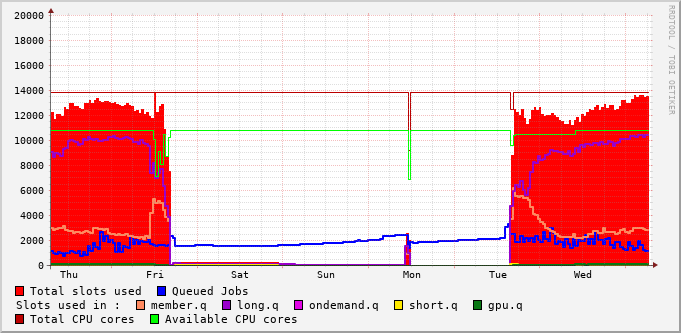 RRDTOOL / TOBI OETIKER
20000
18000
16000
14000
12000
10000
8000
6000
4000
2000
0
Thu Fri Sat Sun Mon Tue Wed
Total slots used Queued Jobs
Slots used in : member.q long.q ondemand.q short.q gpu.q
Total CPU cores Available CPU cores